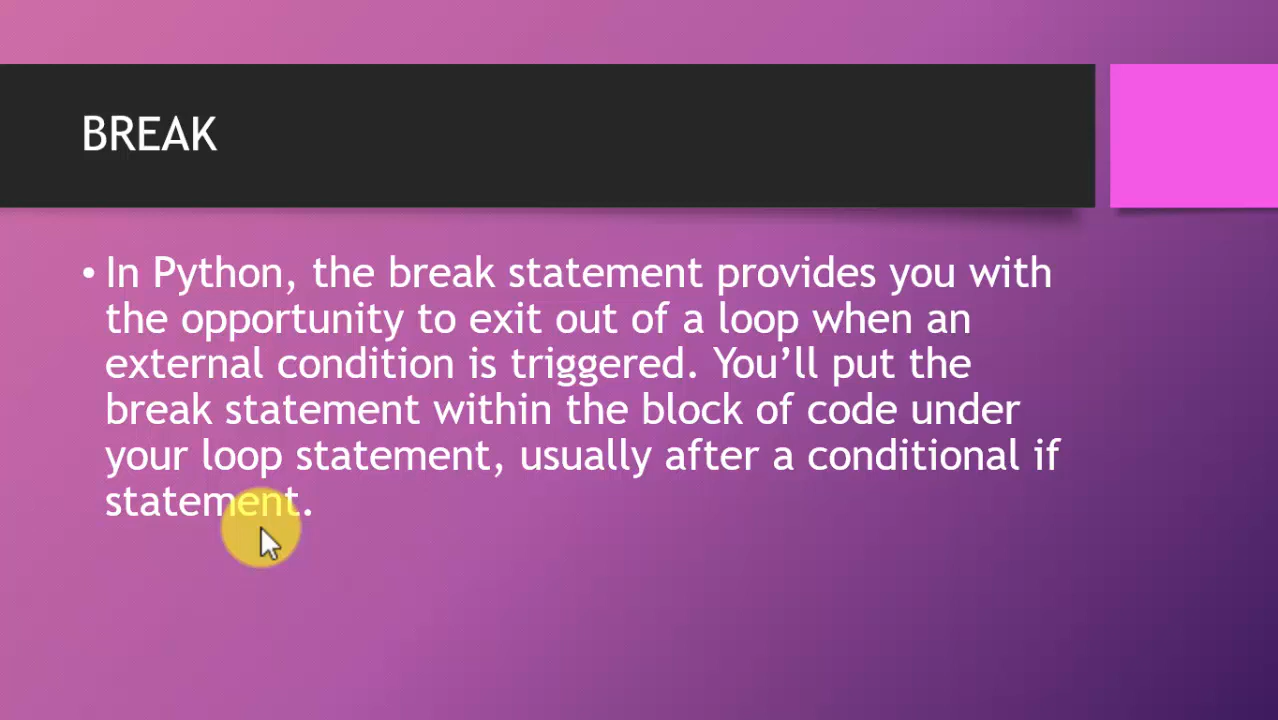 BREAK
• In Python, the break statement provides you with
the opportunity to exit out of a loop when an
external condition is triggered. You’ll put the
break statement within the block of code under
your loop statement, usually after a conditional if
statement.